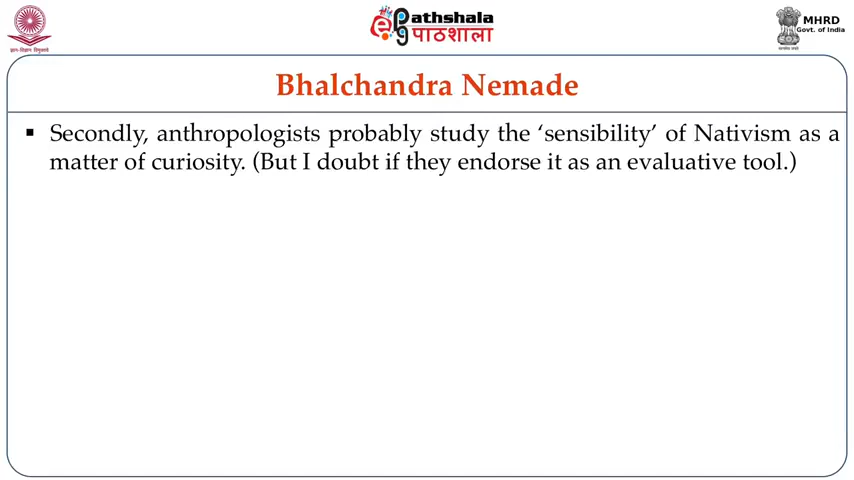 ePathshala
पाठशाला
MHRD
Govt. of India
Bhalchandra Nemade
▪ Secondly, anthropologists probably study the ‘sensibility’ of Nativism as a
matter of curiosity. (But I doubt if they endorse it as an evaluative tool.)